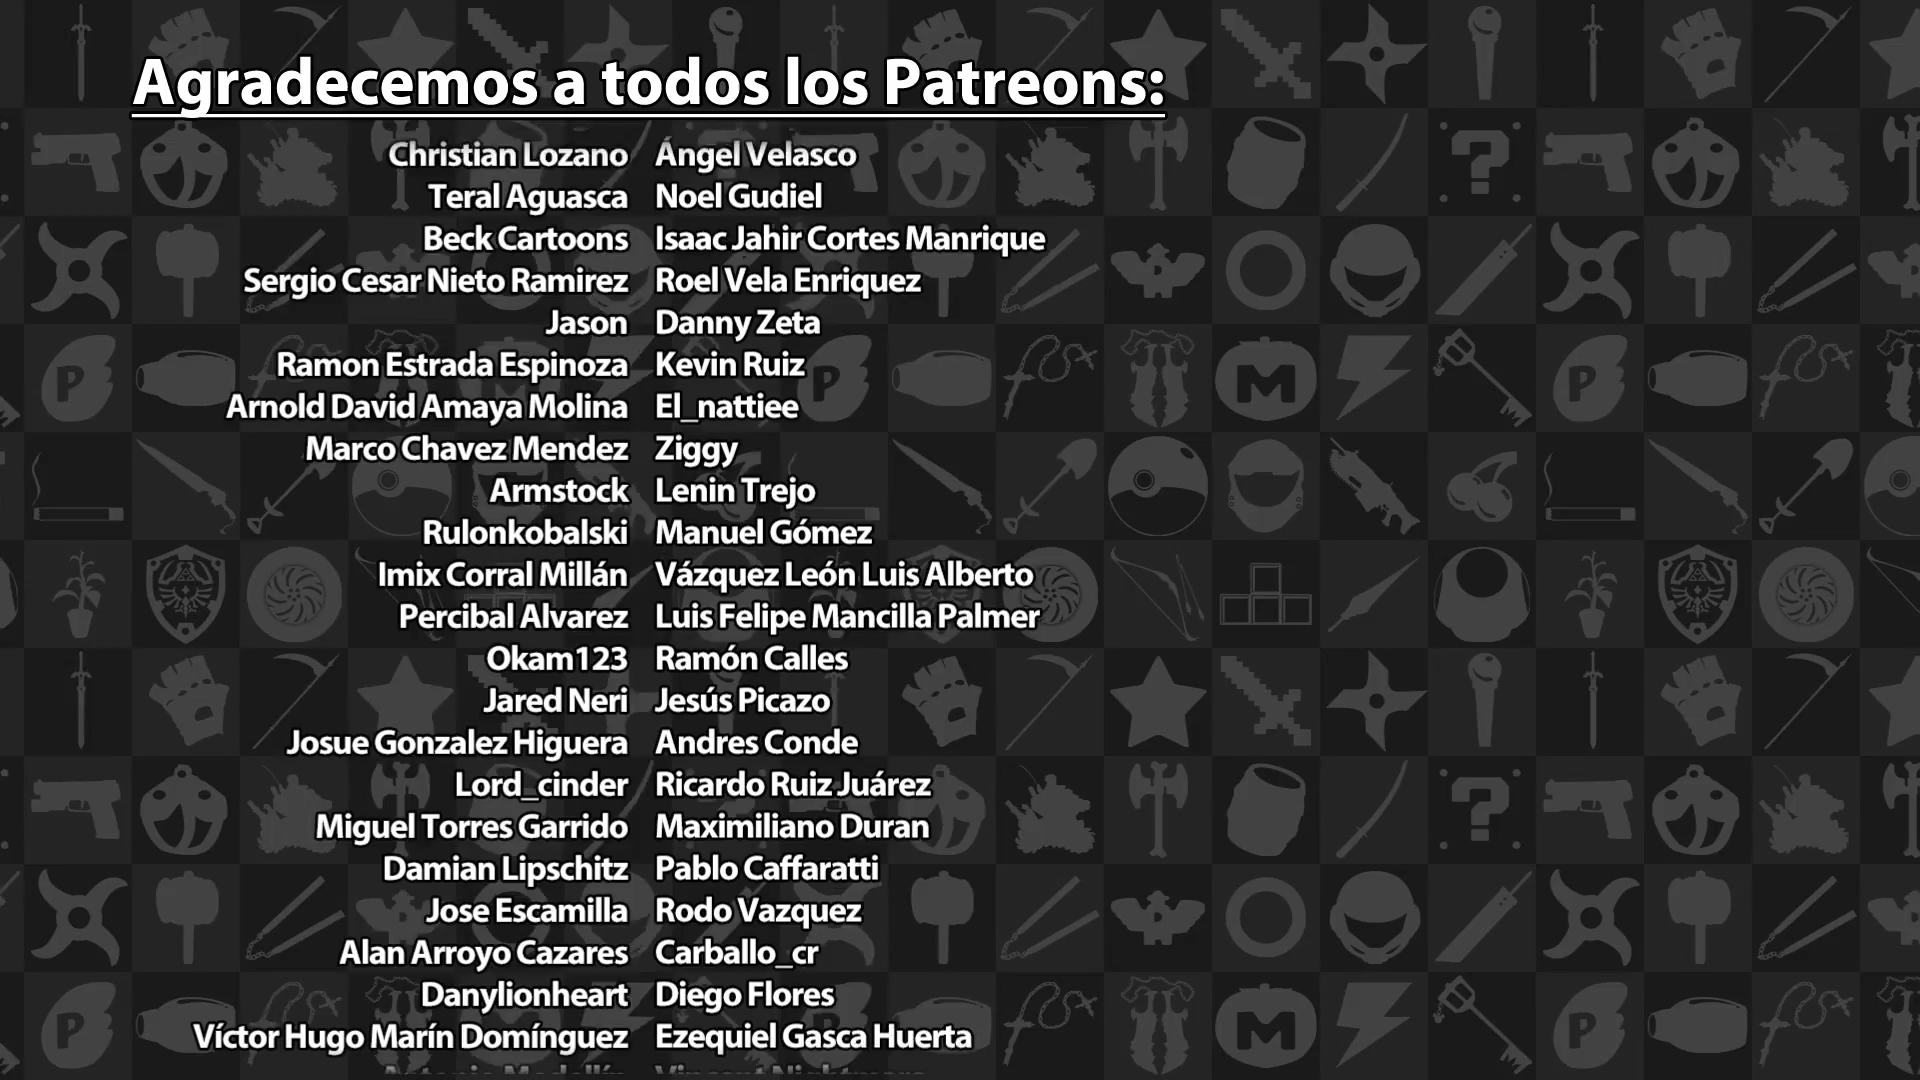 Agradecemos a todos los Patreons:
Christian Lozano Ángel Velasco
Teral Aguasca Noel Gudiel
Beck Cartoons Isaac Jahir Cortes Manrique
Sergio Cesar Nieto Ramirez Roel Vela Enriquez
Jason Danny Zeta
Ramon Estrada Espinoza Kevin Ruiz
Arnold David Amaya Molina El_nattiee
Marco Chavez Mendez Ziggy
Armstock Lenin Trejo
Rulonkobalski Manuel Gómez
Imix Corral Millán Vázquez León Luis Alberto
Percibal Alvarez Luis Felipe Mancilla Palmer
Okam123 Ramón Calles
Jared Neri Jesús Picazo
Josue Gonzalez Higuera Andres Conde
Lord_cinder Ricardo Ruiz Juárez
Miguel Torres Garrido Maximiliano Duran
Damian Lipschitz Pablo Caffaratti
Jose Escamilla Rodo Vazquez
Alan Arroyo Cazares Carballo_cr
Danylionheart Diego Flores
Víctor Hugo Marín Domínguez Ezequiel Gasca Huerta